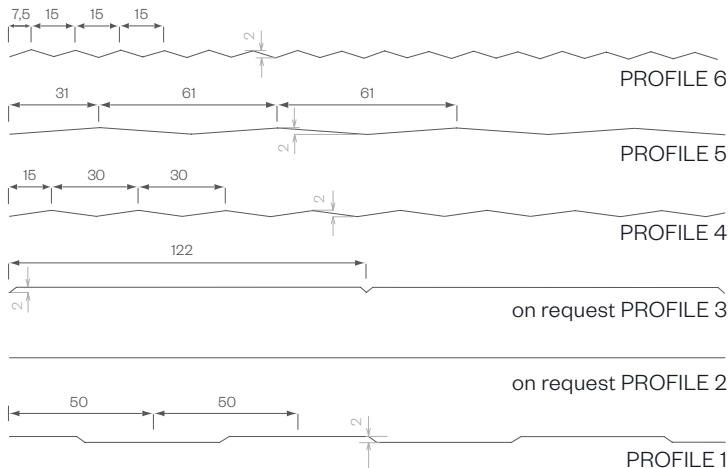 7,5 15 15 15
2
PROFILE 6
31 61 61
2
PROFILE 5
15 30 30
2
PROFILE 4
122
2
on request PROFILE 3
on request PROFILE 2
50 50
2
PROFILE 1